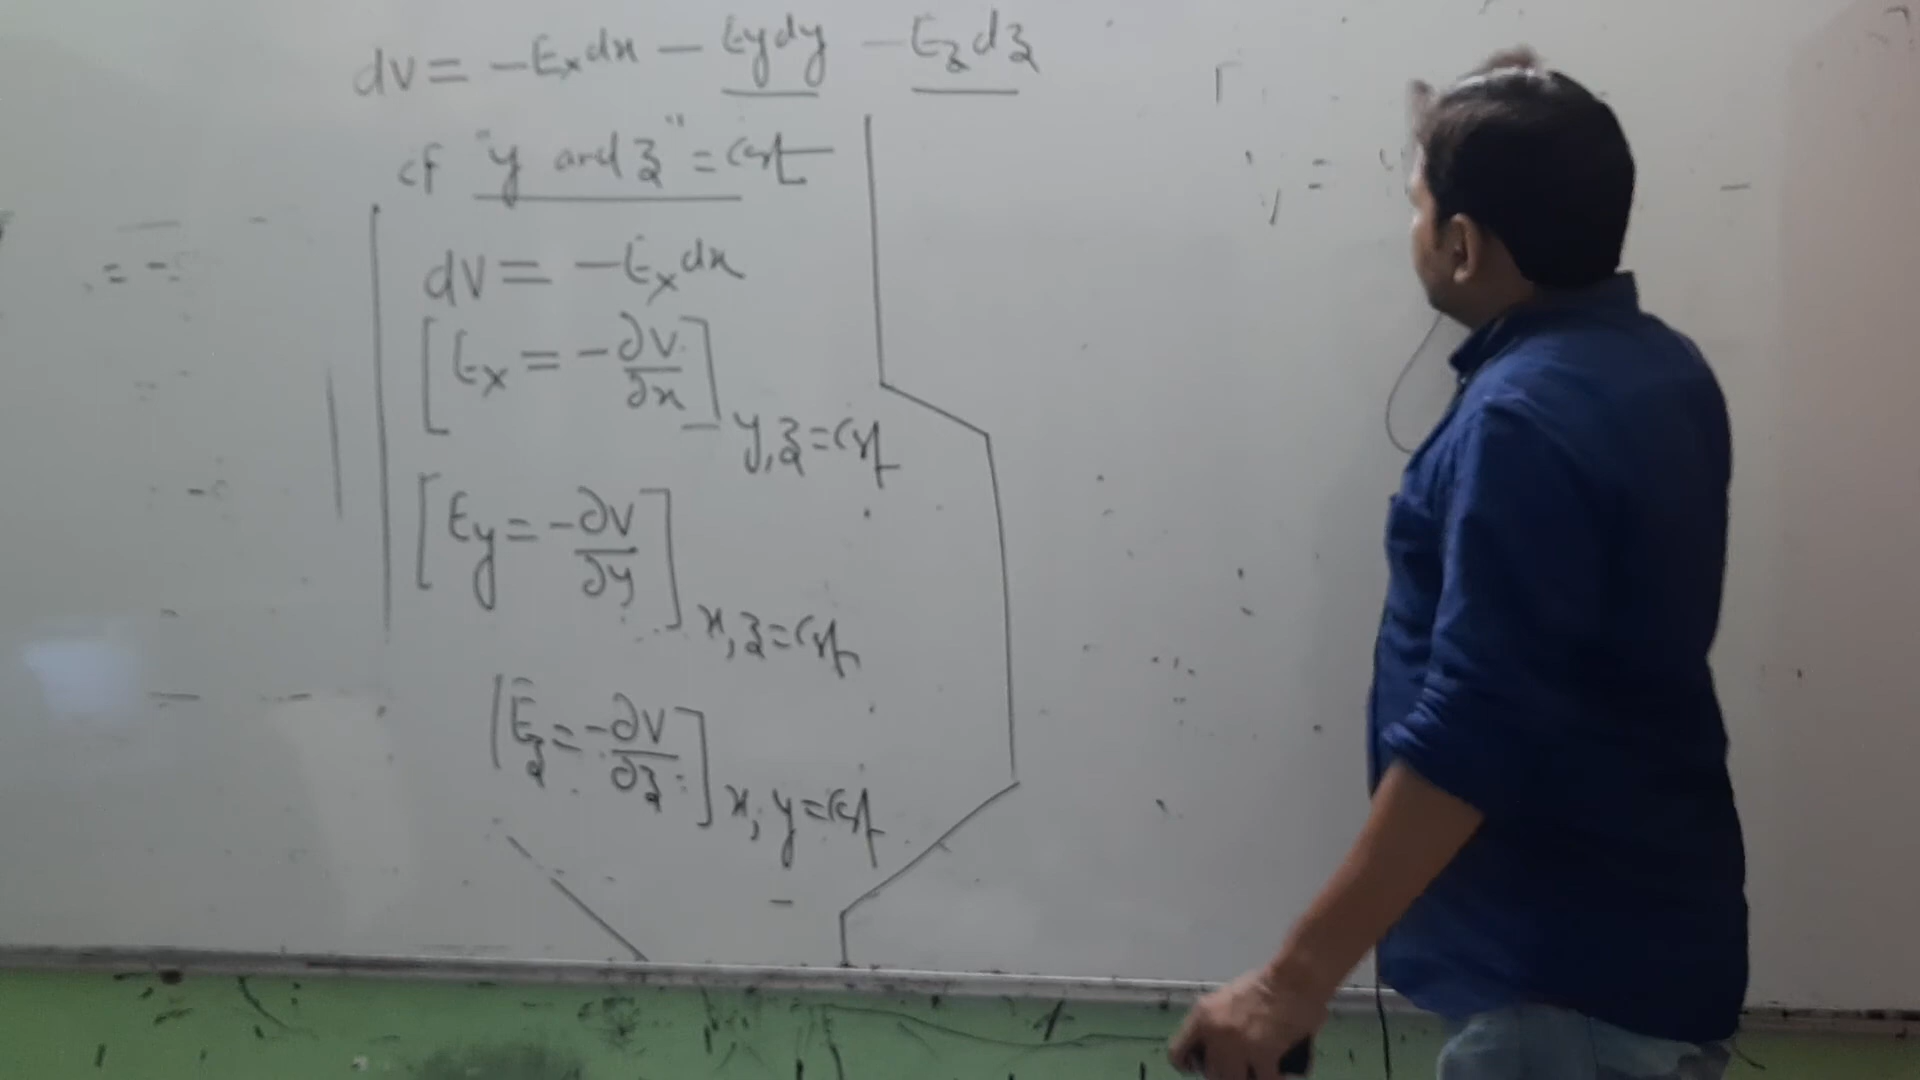 dV = -Exdx - Eydy - Ezdz
if "y and z" = Cst
dV = -Exdx
[Ex = -∂V/∂x] y,z=Cst
[Ey = -∂V/∂y] x,z=Cst
[Ez = -∂V/∂z] x,y=Cst
V =